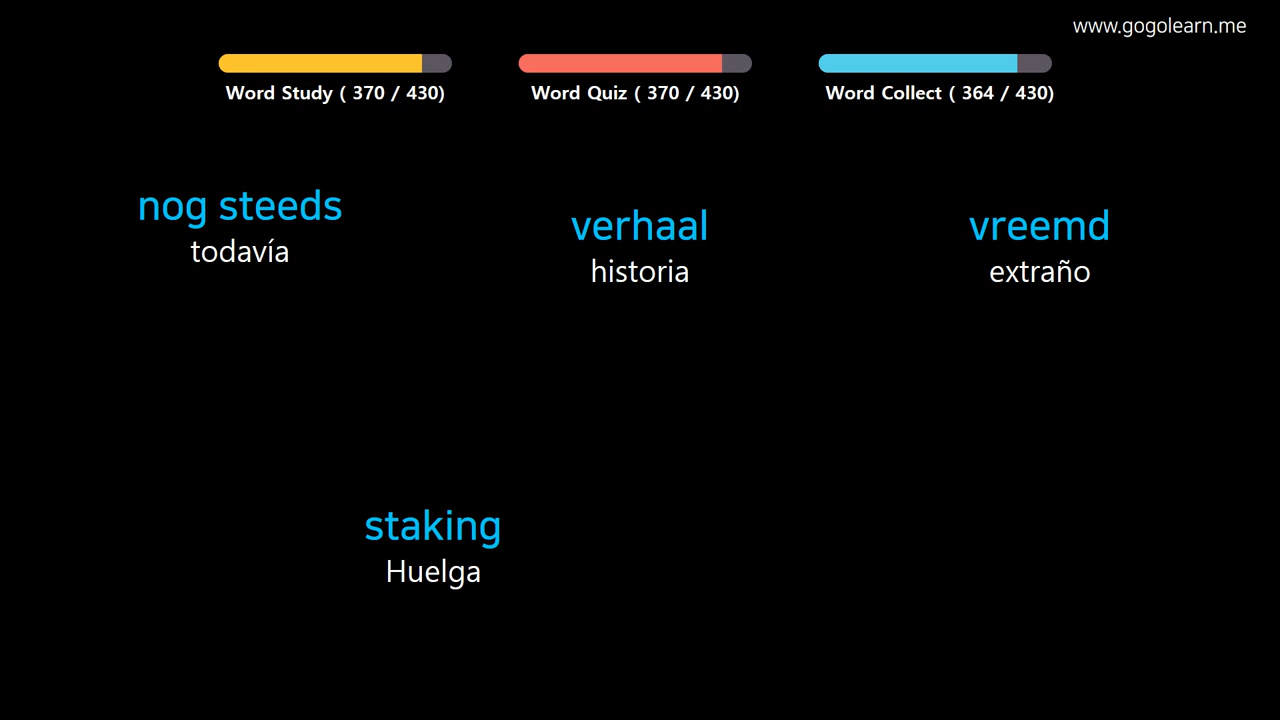 www.gogolearn.me
Word Study ( 370 / 430)
Word Quiz ( 370 / 430)
Word Collect ( 364 / 430)
nog steeds
todavía
verhaal
historia
vreemd
extraño
staking
Huelga